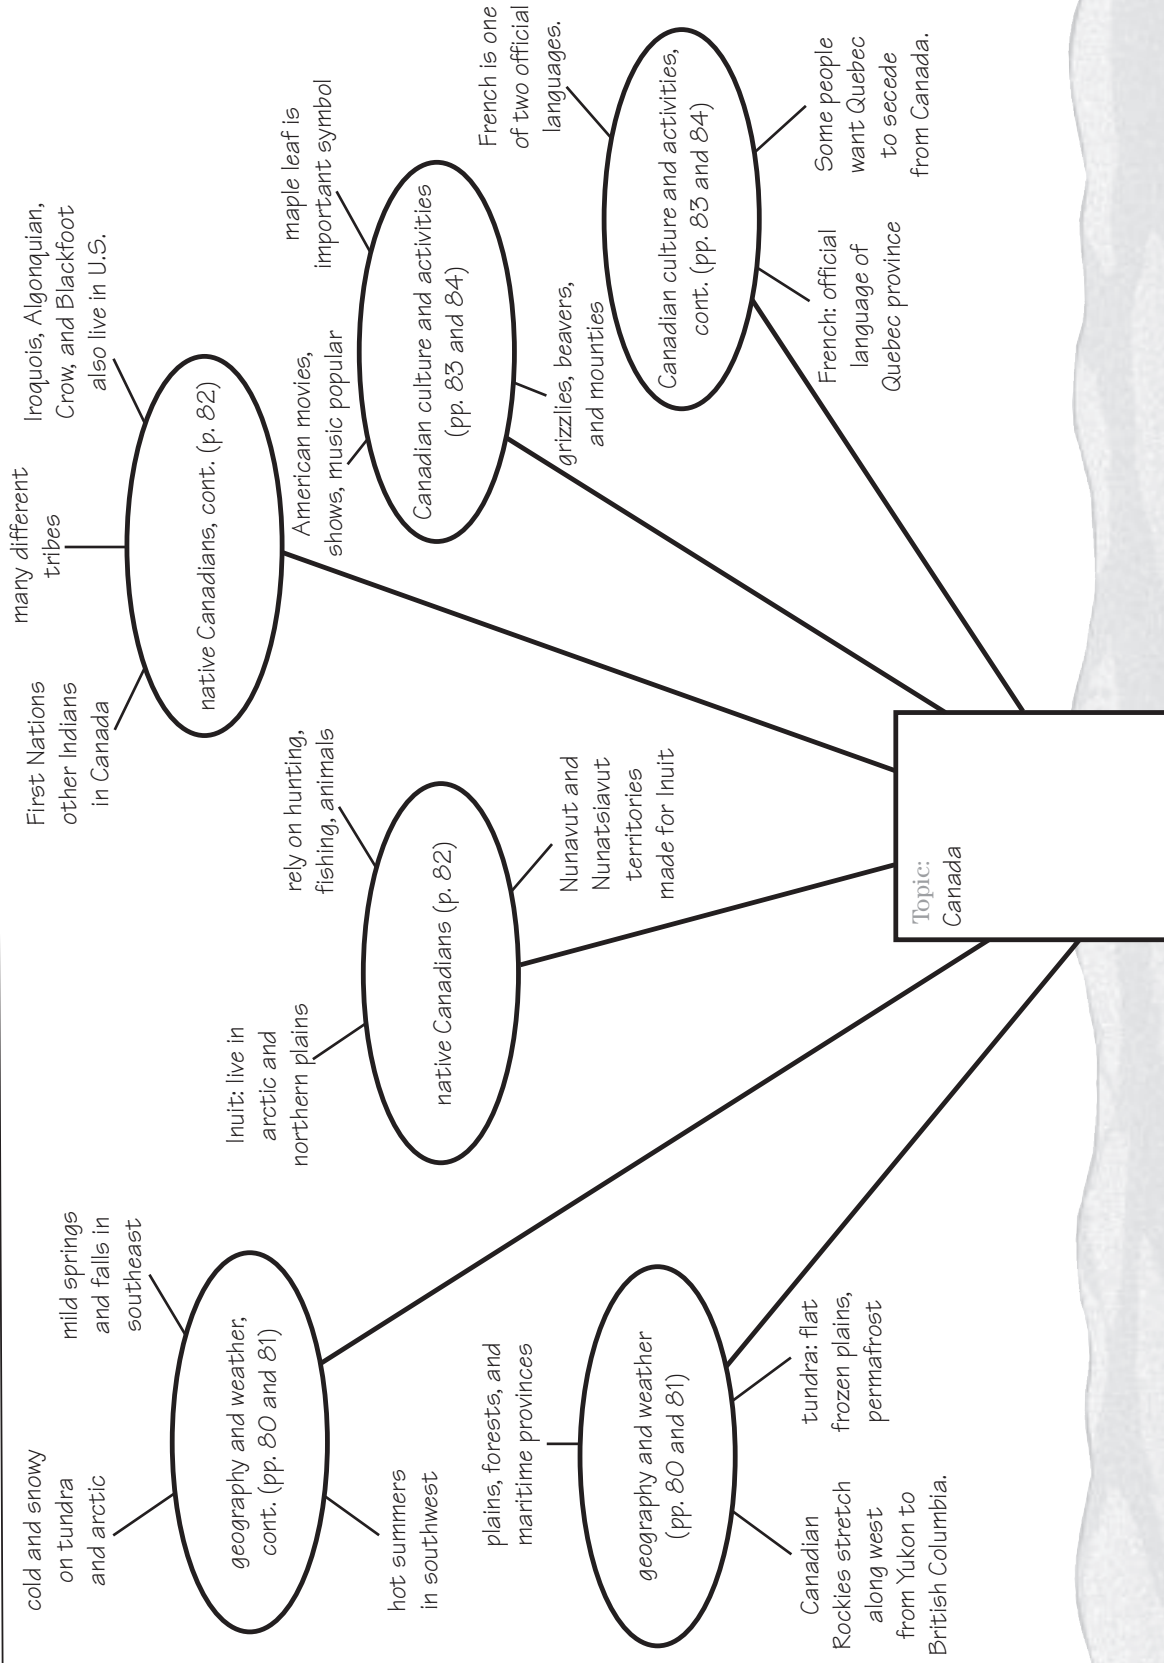 cold and snowy
on tundra
and arctic
mild springs
and falls in
southeast
geography and weather,
cont. (pp. 80 and 81)
hot summers
in southwest
plains, forests, and
maritime provinces
geography and weather
(pp. 80 and 81)
Canadian
Rockies stretch
along west
from Yukon to
British Columbia.
tundra: flat
frozen plains,
permafrost
Inuit: live in
arctic and
northern plains
rely on hunting,
fishing, animals
native Canadians (p. 82)
Nunavut and
Nunatsiavut
territories
made for Inuit
First Nations
other Indians
in Canada
many different
tribes
Iroquois, Algonquian,
Crow, and Blackfoot
also live in U.S.
native Canadians, cont. (p. 82)
American movies,
shows, music popular
maple leaf is
important symbol
Canadian culture and activities
(pp. 83 and 84)
grizzlies, beavers,
and mounties
French is one
of two official
languages.
Canadian culture and activities,
cont. (pp. 83 and 84)
French: official
language of
Quebec province
Some people
want Quebec
to secede
from Canada.
Topic:
Canada